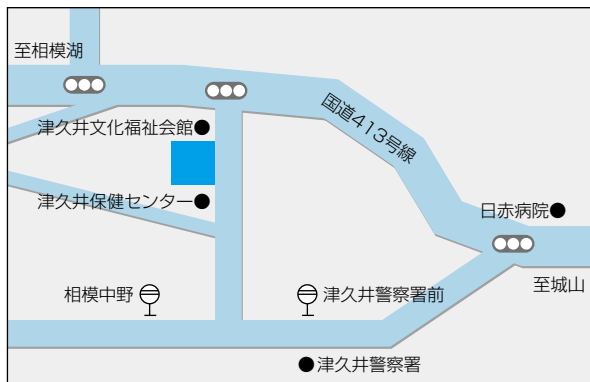 至相模湖
国道413号線
津久井文化福祉会館
津久井保健センター
日赤病院
至城山
相模中野
津久井警察署前
津久井警察署